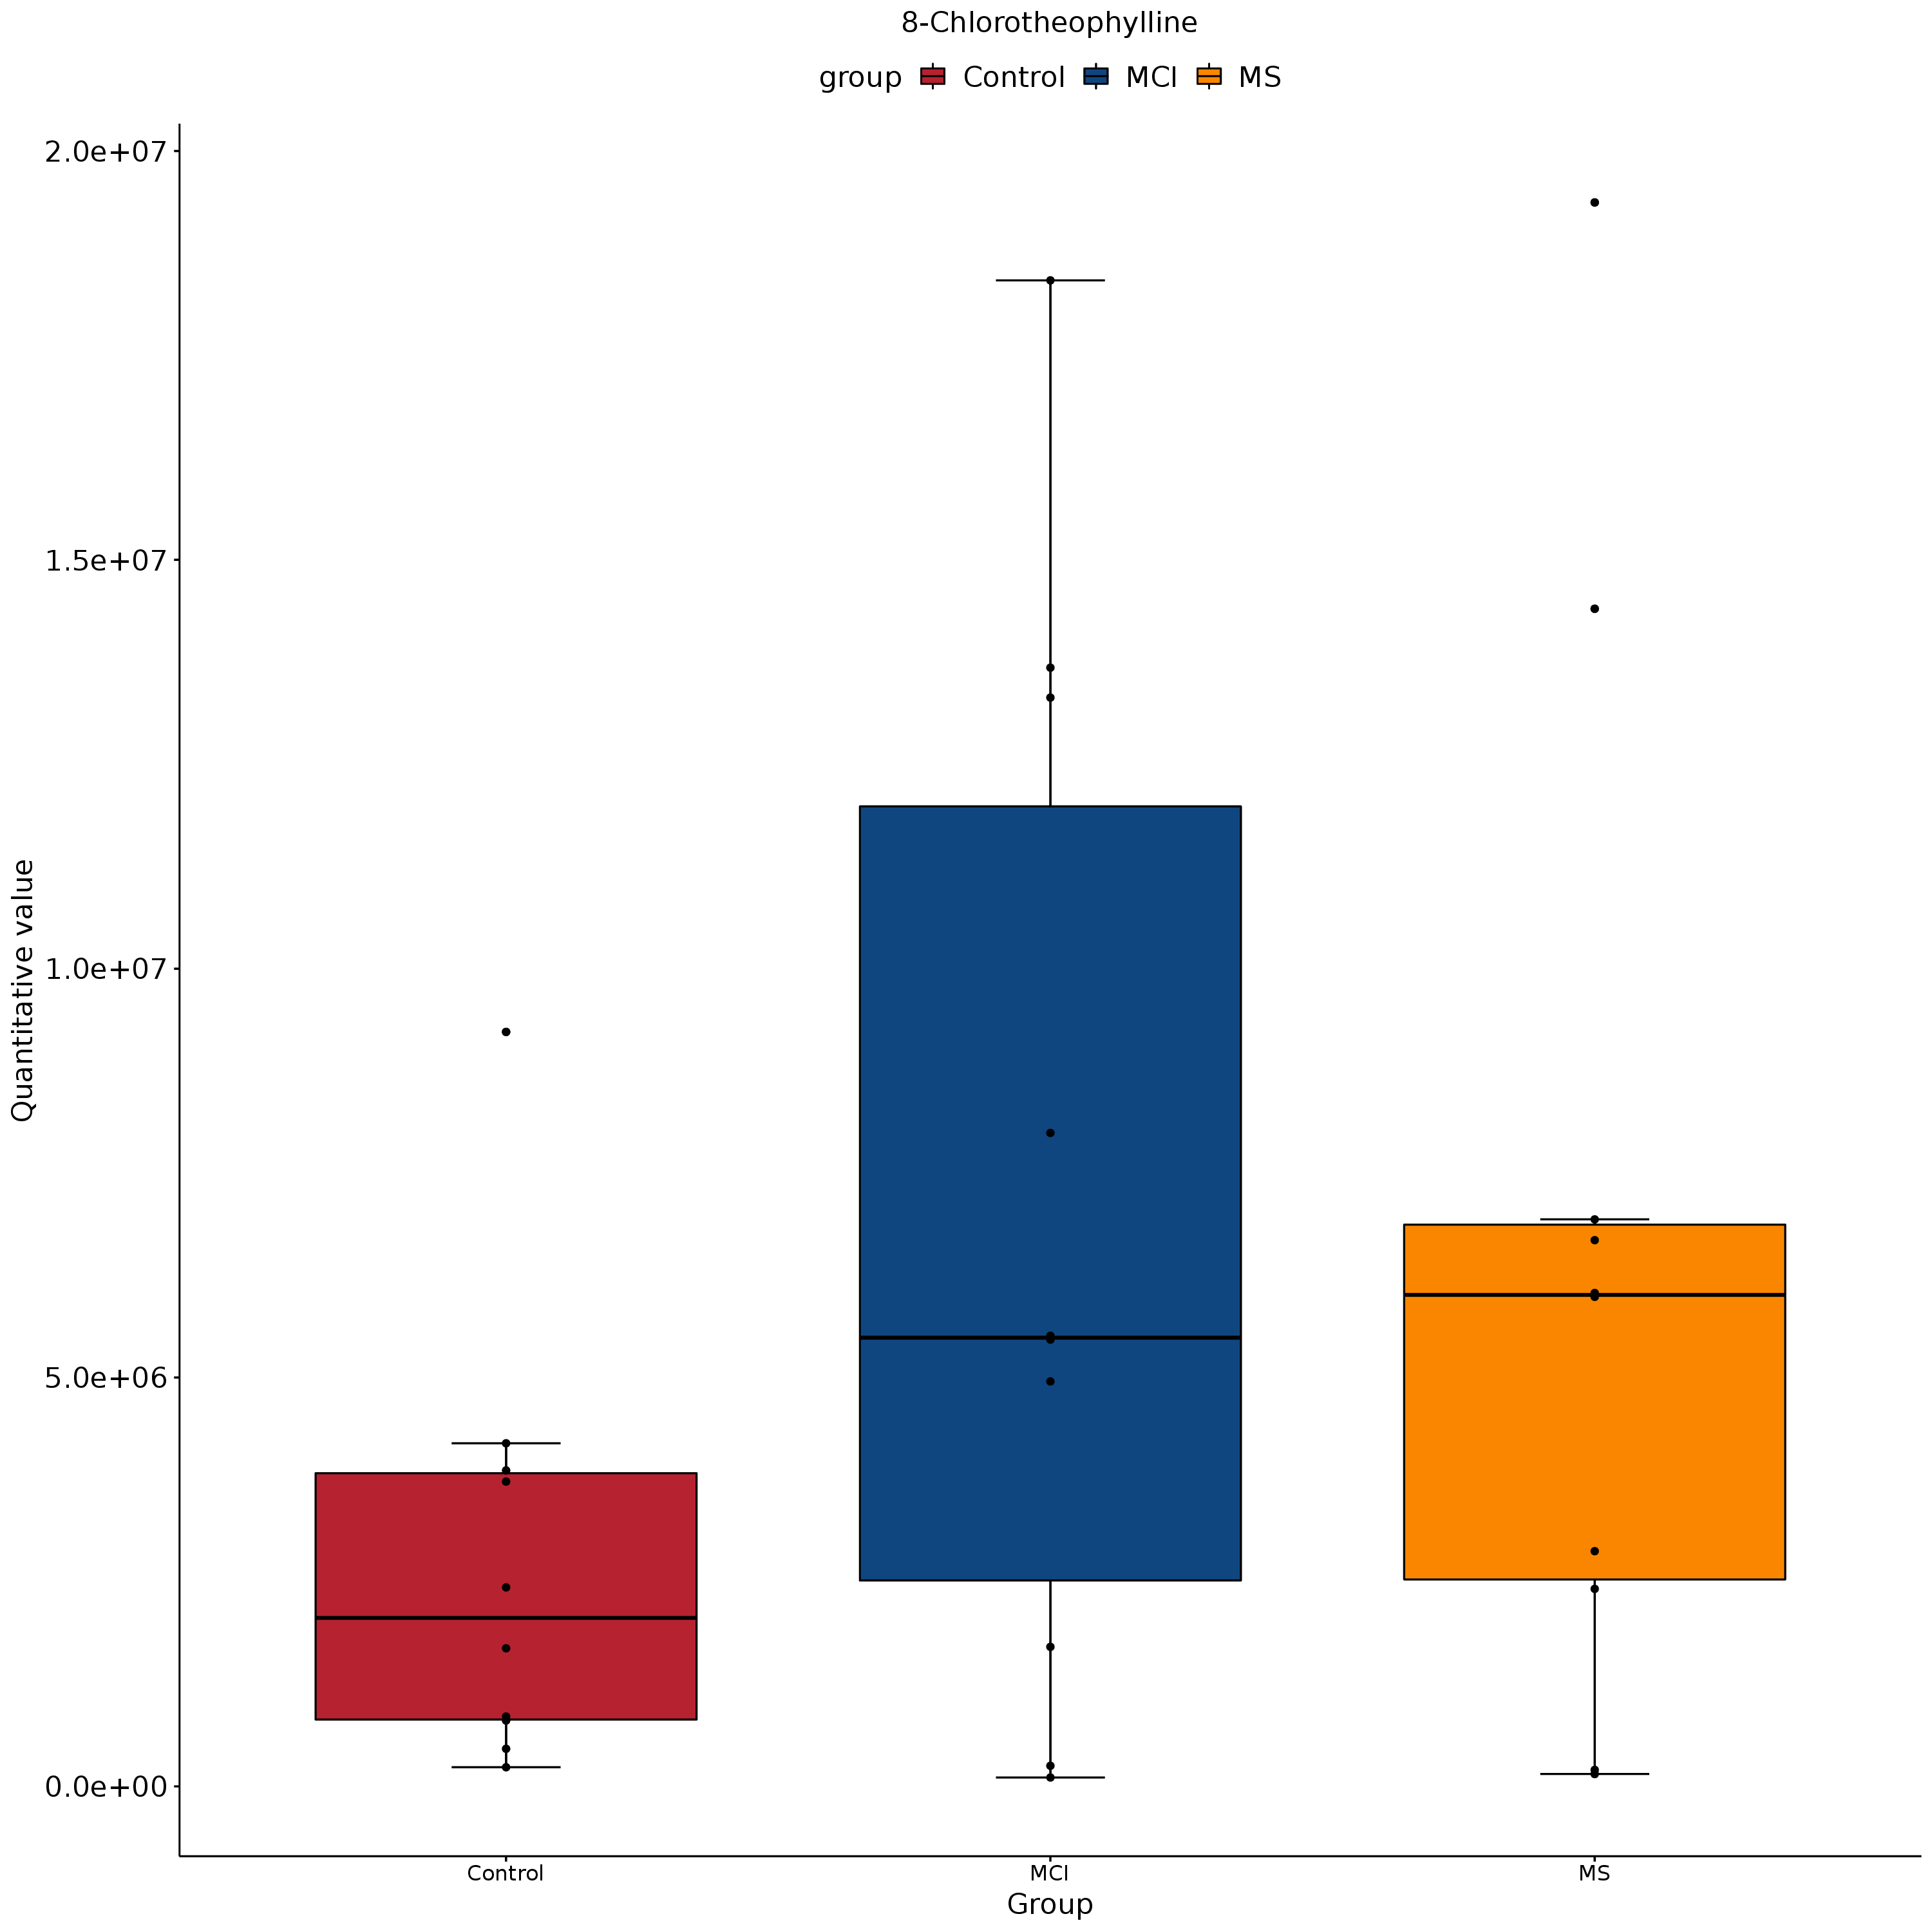 8-Chlorotheophylline
group Control MCI MS
2.0e+07
1.5e+07
1.0e+07
5.0e+06
0.0e+00
Quantitative value
Control MCI MS
Group